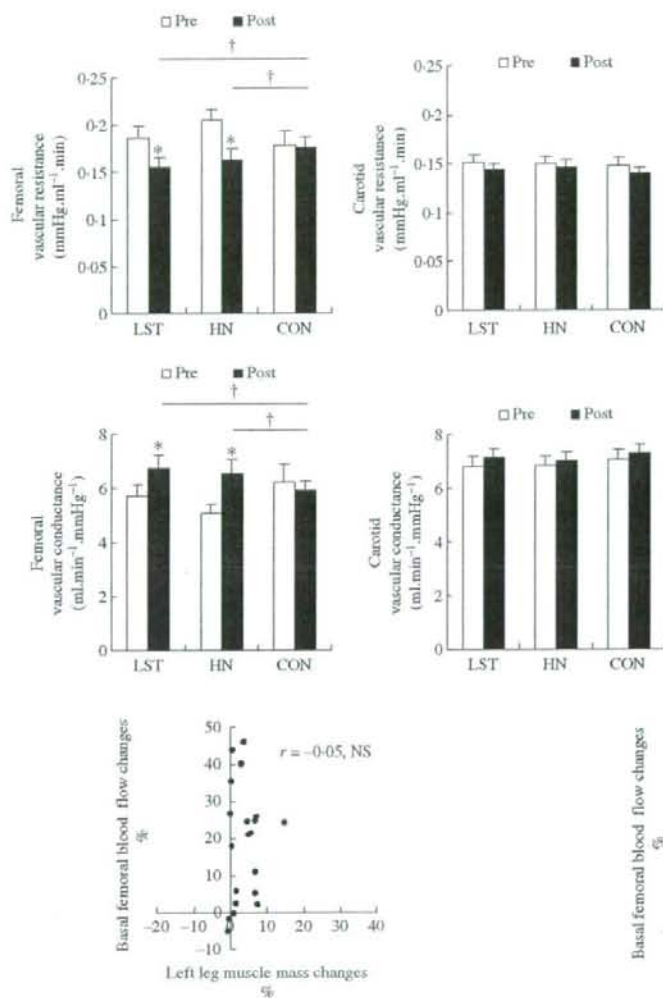 □ Pre ■ Post
†
†
0·25
0·2
0·15
0·1
0·05
0
Femoral
vascular resistance
(mmHg.ml⁻¹.min)
*
*
LST HN CON
□ Pre ■ Post
0·25
0·2
0·15
0·1
0·05
0
Carotid
vascular resistance
(mmHg.ml⁻¹.min)
LST HN CON
□ Pre ■ Post
†
†
8
6
4
2
0
Femoral
vascular conductance
(ml.min⁻¹.mmHg⁻¹)
*
*
LST HN CON
□ Pre ■ Post
8
6
4
2
0
Carotid
vascular conductance
(ml.min⁻¹.mmHg⁻¹)
LST HN CON
Basal femoral blood flow changes
%
50
40
30
20
10
0
−10
r = −0·05, NS
−20 −10 0 10 20 30 40
Left leg muscle mass changes
%
Basal femoral blood flow changes
%